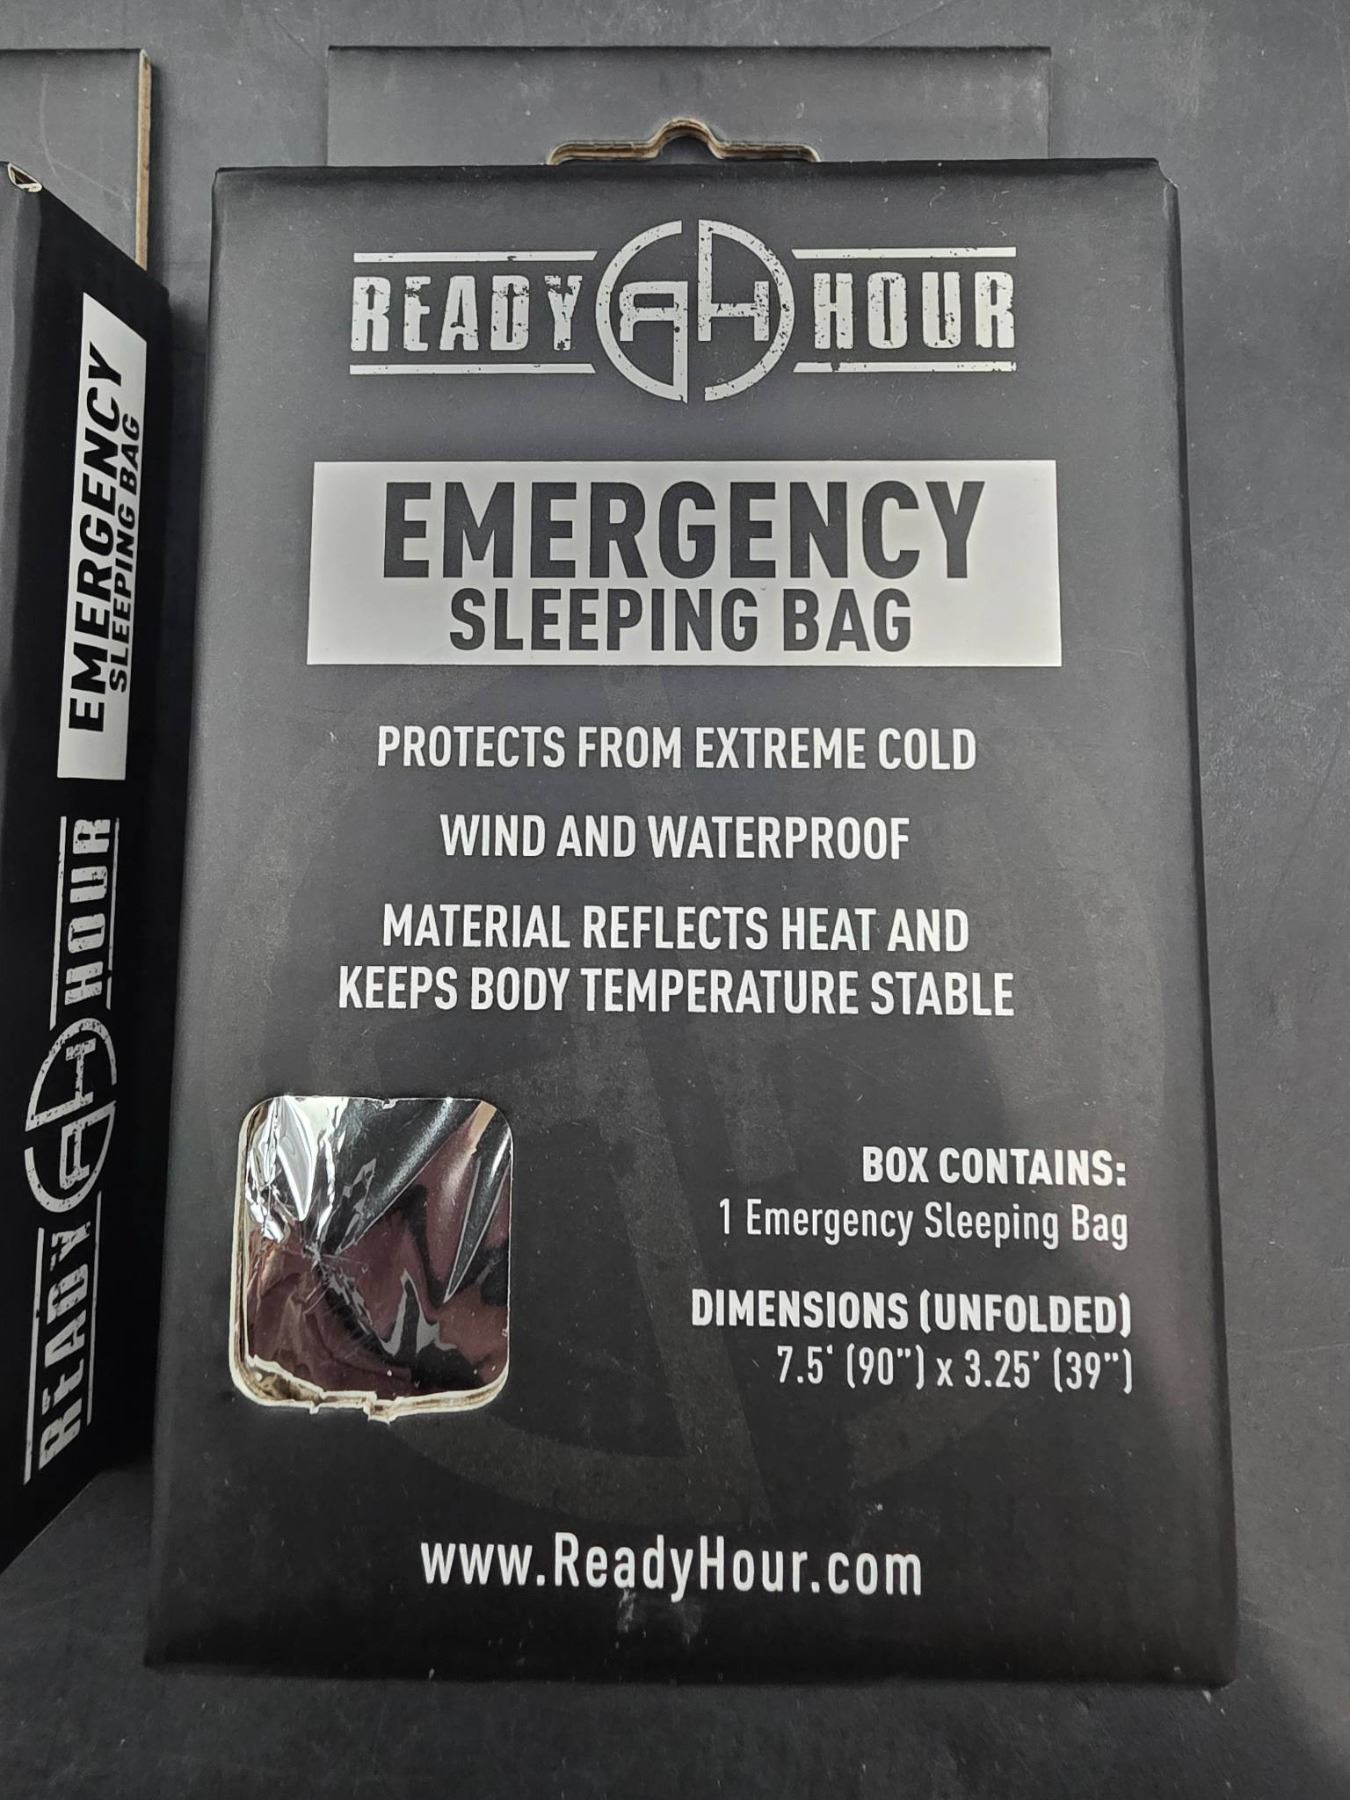 READY RH HOUR
EMERGENCY
SLEEPING BAG
PROTECTS FROM EXTREME COLD
WIND AND WATERPROOF
MATERIAL REFLECTS HEAT AND
KEEPS BODY TEMPERATURE STABLE
BOX CONTAINS:
1 Emergency Sleeping Bag
DIMENSIONS (UNFOLDED)
7.5‘ (90”) x 3.25’ (39”)
www.ReadyHour.com
READY RH HOUR
EMERGENCY
SLEEPING BAG